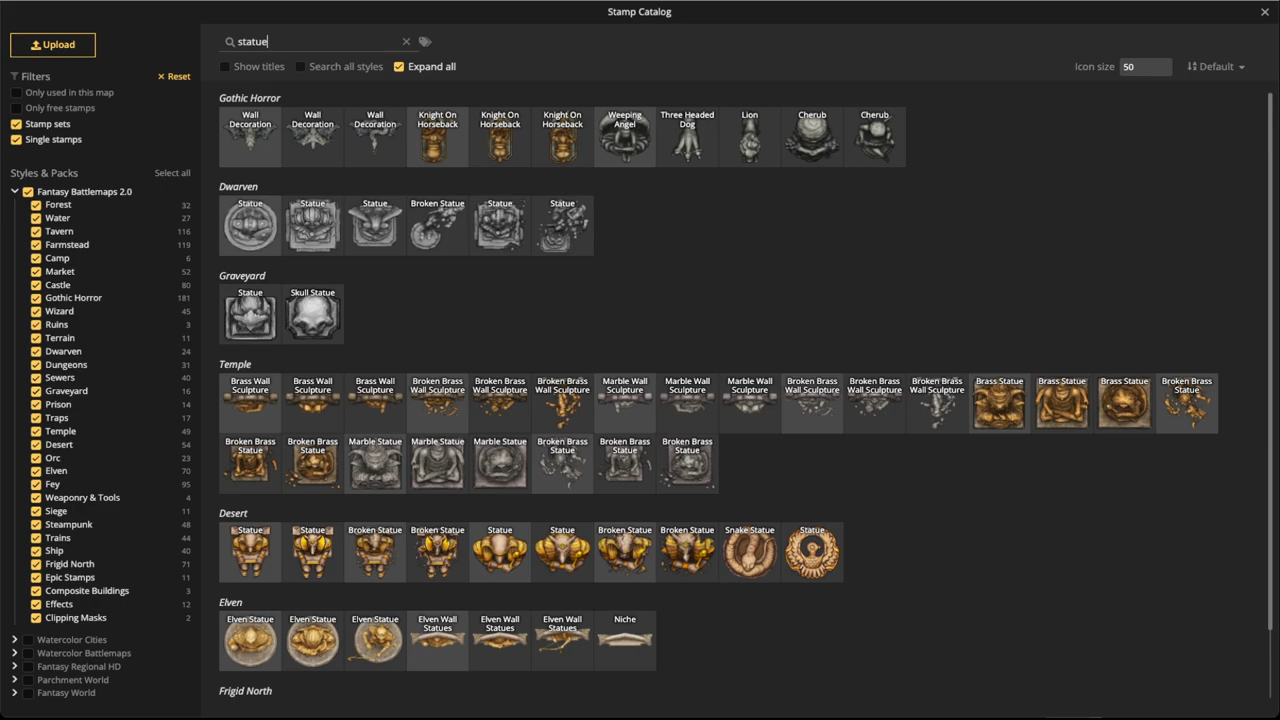 Stamp Catalog
Upload
Filters
Reset
Only used in this map
Only free stamps
Stamp sets
Single stamps
Styles & Packs
Select all
Fantasy Battlemaps 2.0
Forest 32
Water 27
Tavern 116
Farmstead 119
Camp 6
Market 52
Castle 80
Gothic Horror 181
Wizard 45
Ruins 3
Terrain 11
Dwarven 24
Dungeons 31
Sewers 40
Graveyard 16
Prison 14
Traps 17
Temple 49
Desert 54
Orc 23
Elven 70
Fey 95
Weaponry & Tools 4
Siege 11
Steampunk 48
Trains 44
Ship 40
Frigid North 71
Epic Stamps 11
Composite Buildings 3
Effects 12
Clipping Masks 2
Watercolor Cities
Watercolor Battlemaps
Fantasy Regional HD
Parchment World
Fantasy World
statue
Show titles
Search all styles
Expand all
Icon size 50
Default
Gothic Horror
Wall Decoration
Wall Decoration
Wall Decoration
Knight On Horseback
Knight On Horseback
Knight On Horseback
Weeping Angel
Three Headed Dog
Lion
Cherub
Cherub
Dwarven
Statue
Statue
Statue
Broken Statue
Statue
Statue
Graveyard
Statue
Skull Statue
Temple
Brass Wall Sculpture
Brass Wall Sculpture
Brass Wall Sculpture
Broken Brass Wall Sculpture
Broken Brass Wall Sculpture
Broken Brass Wall Sculpture
Marble Wall Sculpture
Marble Wall Sculpture
Marble Wall Sculpture
Broken Brass Wall Sculpture
Broken Brass Wall Sculpture
Broken Brass Wall Sculpture
Brass Statue
Brass Statue
Brass Statue
Broken Brass Statue
Broken Brass Statue
Broken Brass Statue
Marble Statue
Marble Statue
Marble Statue
Broken Brass Statue
Broken Brass Statue
Broken Brass Statue
Desert
Statue
Statue
Broken Statue
Broken Statue
Statue
Statue
Broken Statue
Broken Statue
Snake Statue
Statue
Elven
Elven Statue
Elven Statue
Elven Statue
Elven Wall Statues
Elven Wall Statues
Elven Wall Statues
Niche
Frigid North